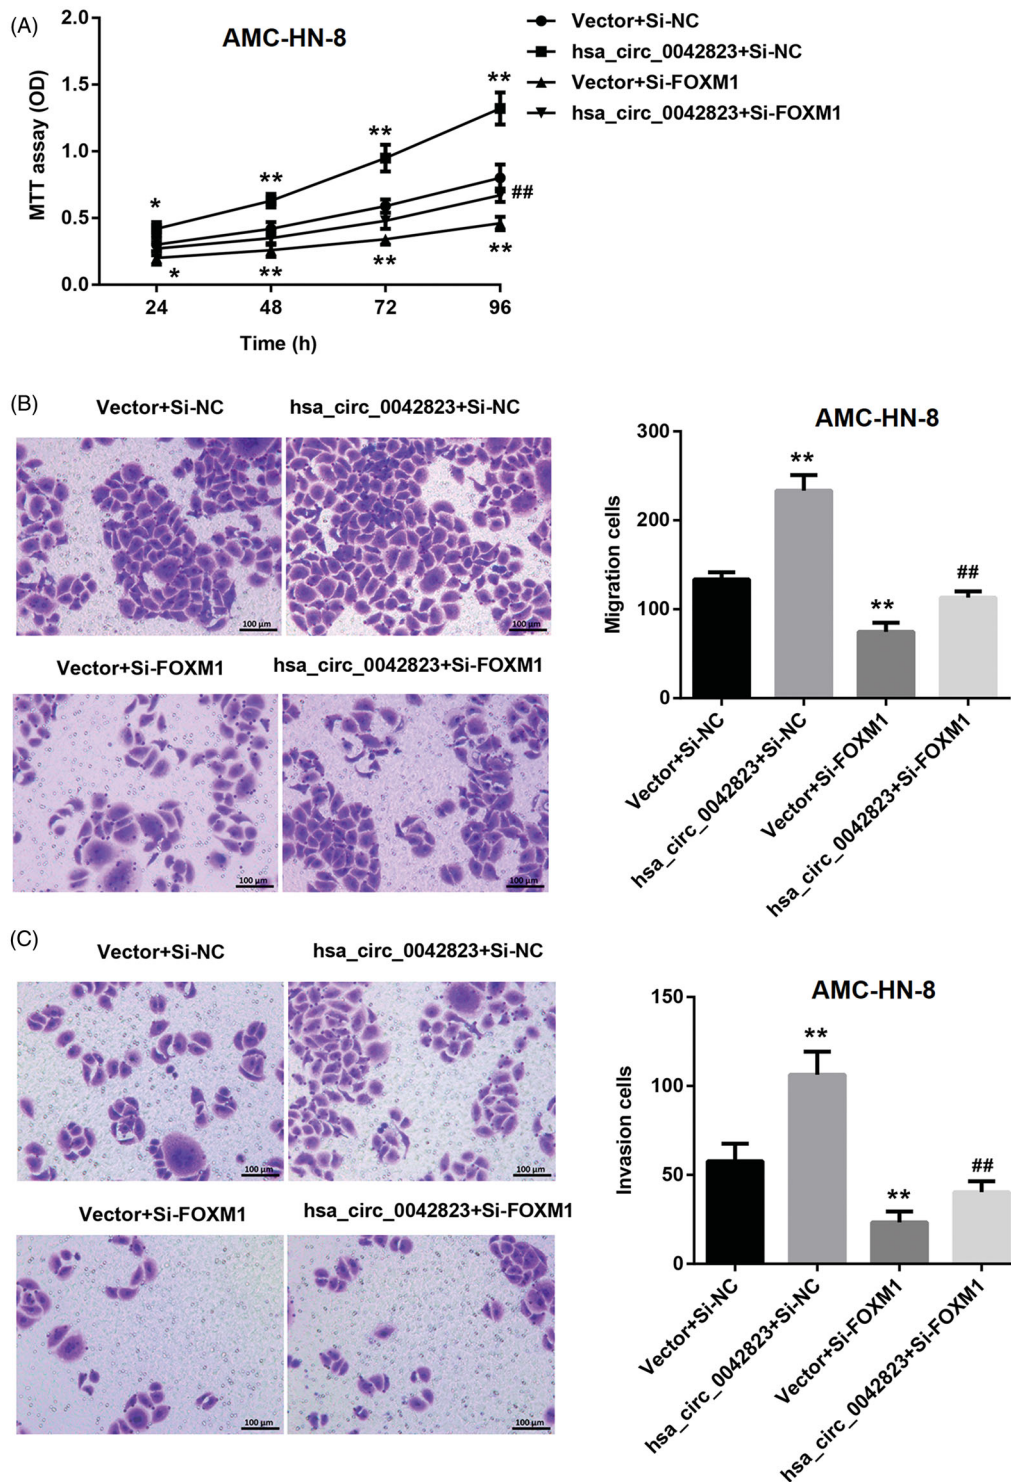 (A)
AMC-HN-8
MTT assay (OD)
2.0
1.5
1.0
0.5
0.0
*
**
**
**
##
*
**
**
**
24
48
72
96
Time (h)
Vector+Si-NC
hsa_circ_0042823+Si-NC
Vector+Si-FOXM1
hsa_circ_0042823+Si-FOXM1
(B)
Vector+Si-NC
hsa_circ_0042823+Si-NC
100 µm
100 µm
Vector+Si-FOXM1
hsa_circ_0042823+Si-FOXM1
100 µm
100 µm
AMC-HN-8
Migration cells
300
200
100
0
**
**
##
Vector+Si-NC
hsa_circ_0042823+Si-NC
Vector+Si-FOXM1
hsa_circ_0042823+Si-FOXM1
(C)
Vector+Si-NC
hsa_circ_0042823+Si-NC
100 µm
100 µm
Vector+Si-FOXM1
hsa_circ_0042823+Si-FOXM1
100 µm
100 µm
AMC-HN-8
Invasion cells
150
100
50
0
**
**
##
Vector+Si-NC
hsa_circ_0042823+Si-NC
Vector+Si-FOXM1
hsa_circ_0042823+Si-FOXM1